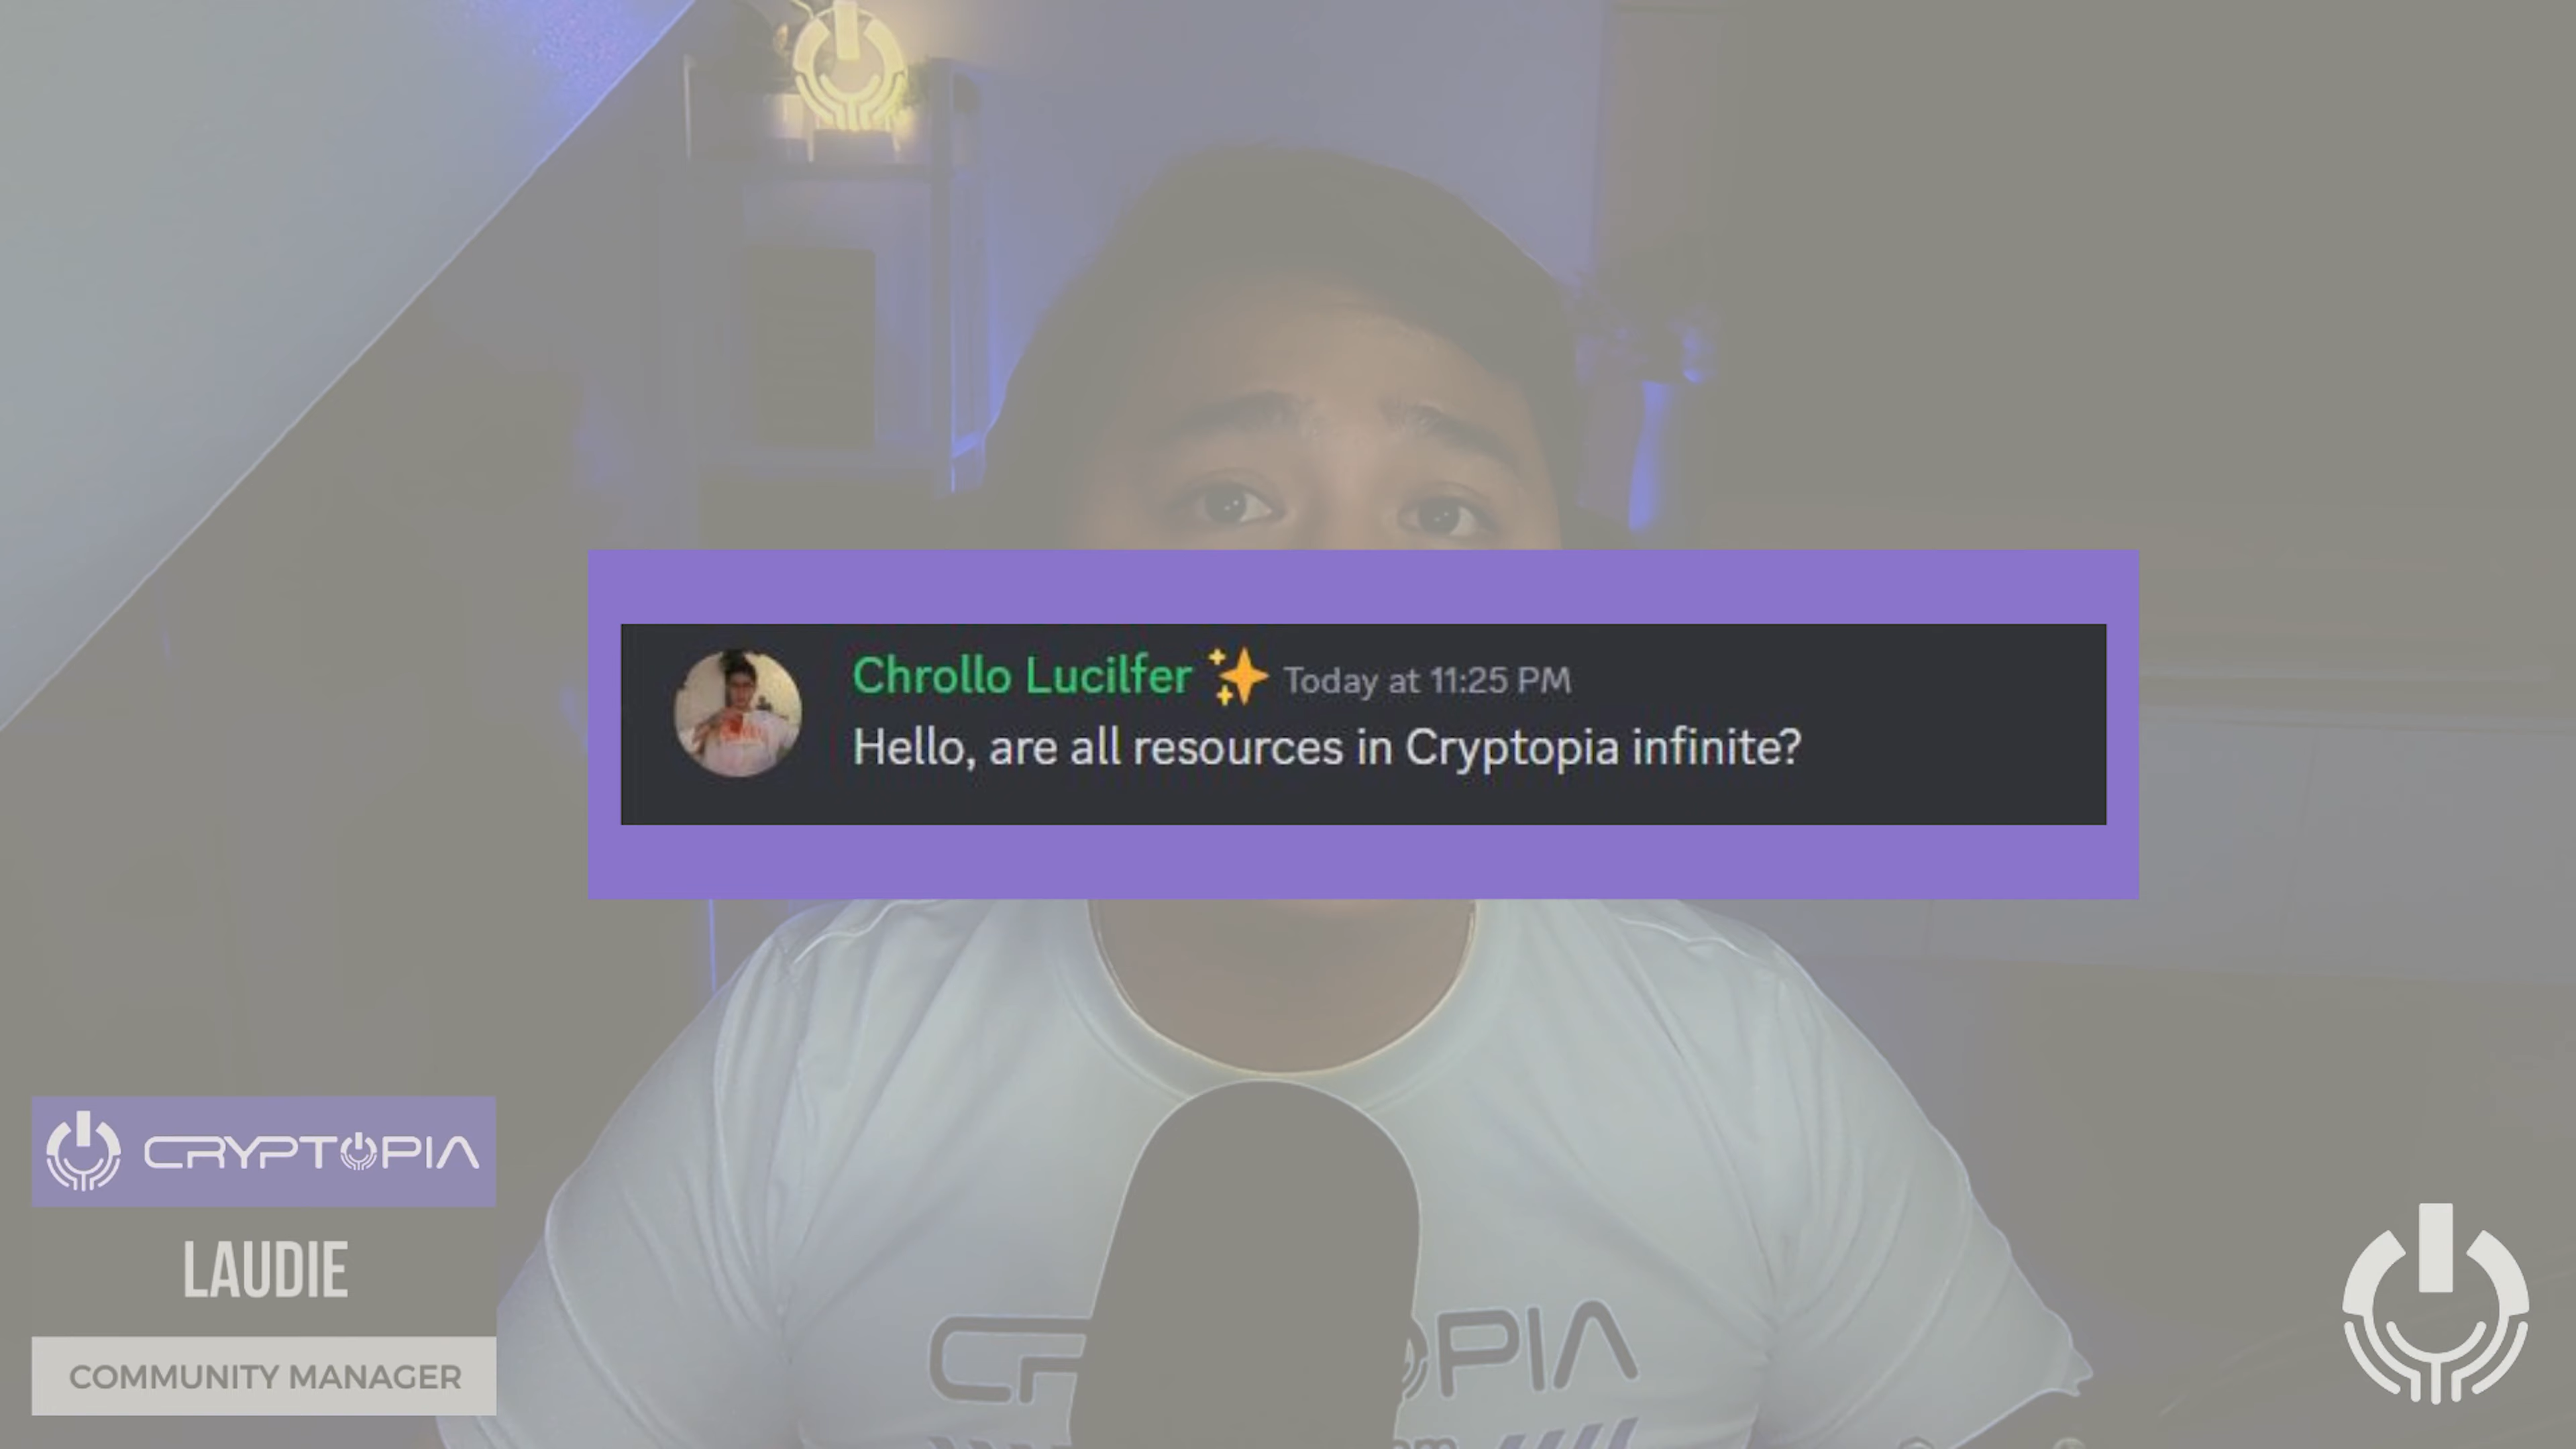 Chrollo Lucilfer ✨ Today at 11:25 PM
Hello, are all resources in Cryptopia infinite?
CRYPTOPIA
LAUDIE
COMMUNITY MANAGER